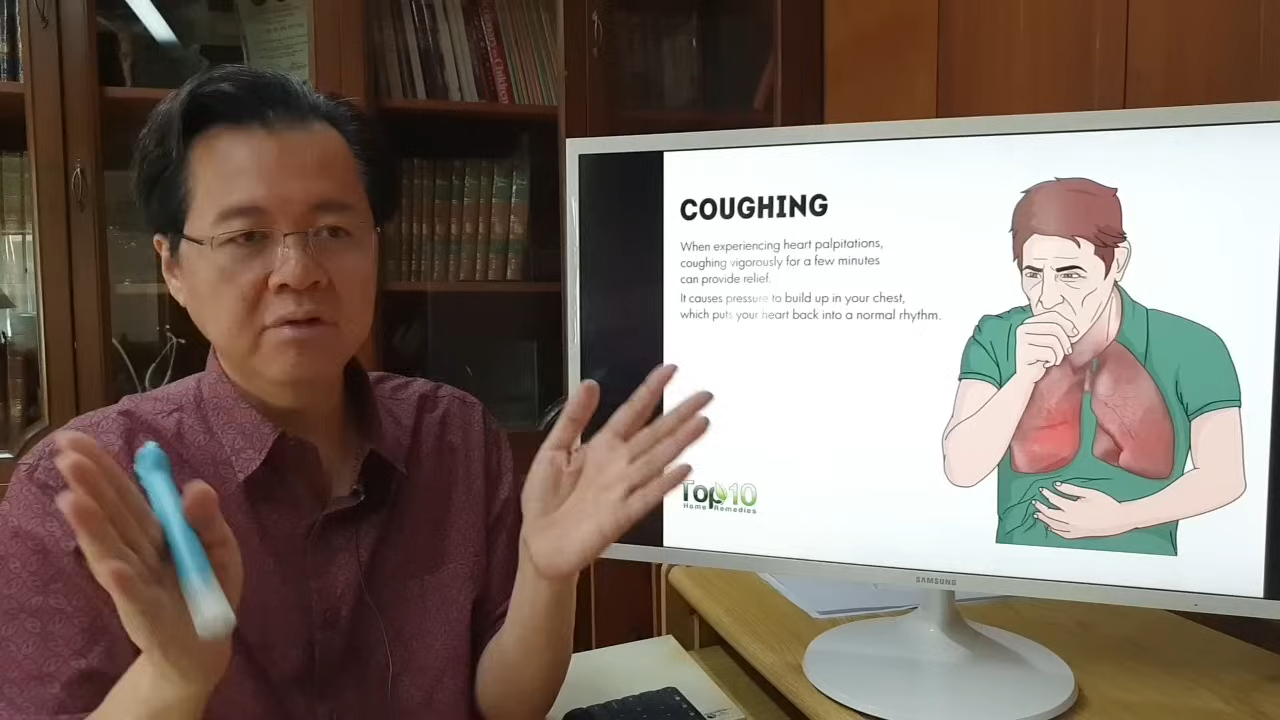 COUGHING
When experiencing heart palpitations,
coughing vigorously for a few minutes
can provide relief.
It causes pressure to build up in your chest,
which puts your heart back into a normal rhythm.
Top10
Home Remedies
SAMSUNG